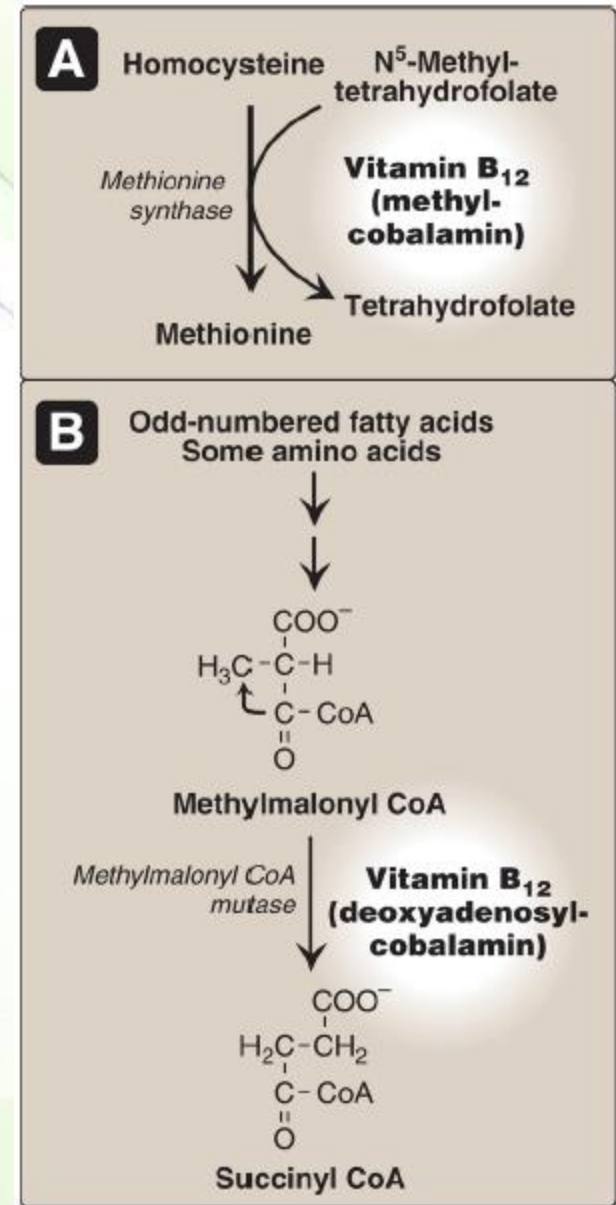 A
Homocysteine
N⁵-Methyl-
tetrahydrofolate
Methionine
synthase
Vitamin B₁₂
(methyl-
cobalamin)
Tetrahydrofolate
Methionine
B
Odd-numbered fatty acids
Some amino acids
COO⁻
H₃C-C-H
C-CoA
O
Methylmalonyl CoA
Methylmalonyl CoA
mutase
Vitamin B₁₂
(deoxyadenosyl-
cobalamin)
COO⁻
H₂C-CH₂
C-CoA
O
Succinyl CoA